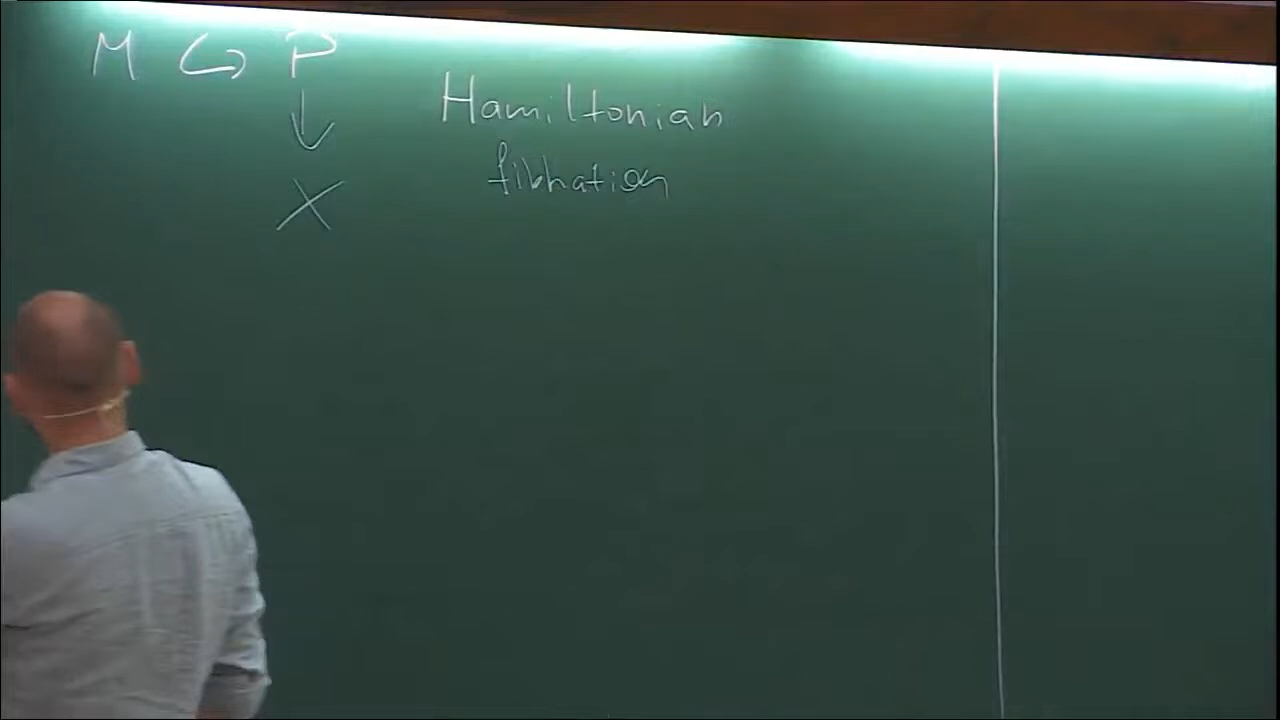 M ↪ P
↓
X
Hamiltonian
fibration